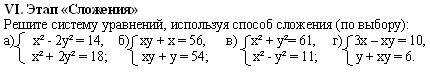 VI. Этап «Сложения»
Решите систему уравнений, используя способ сложения (по выбору):
а) { x² - 2y² = 14, б) { xy + x = 56, в) { x² + y²= 61, г) { 3x – xy = 10,
x² + 2y² = 18; xy + y = 54; x² - y² = 11; y + xy = 6.